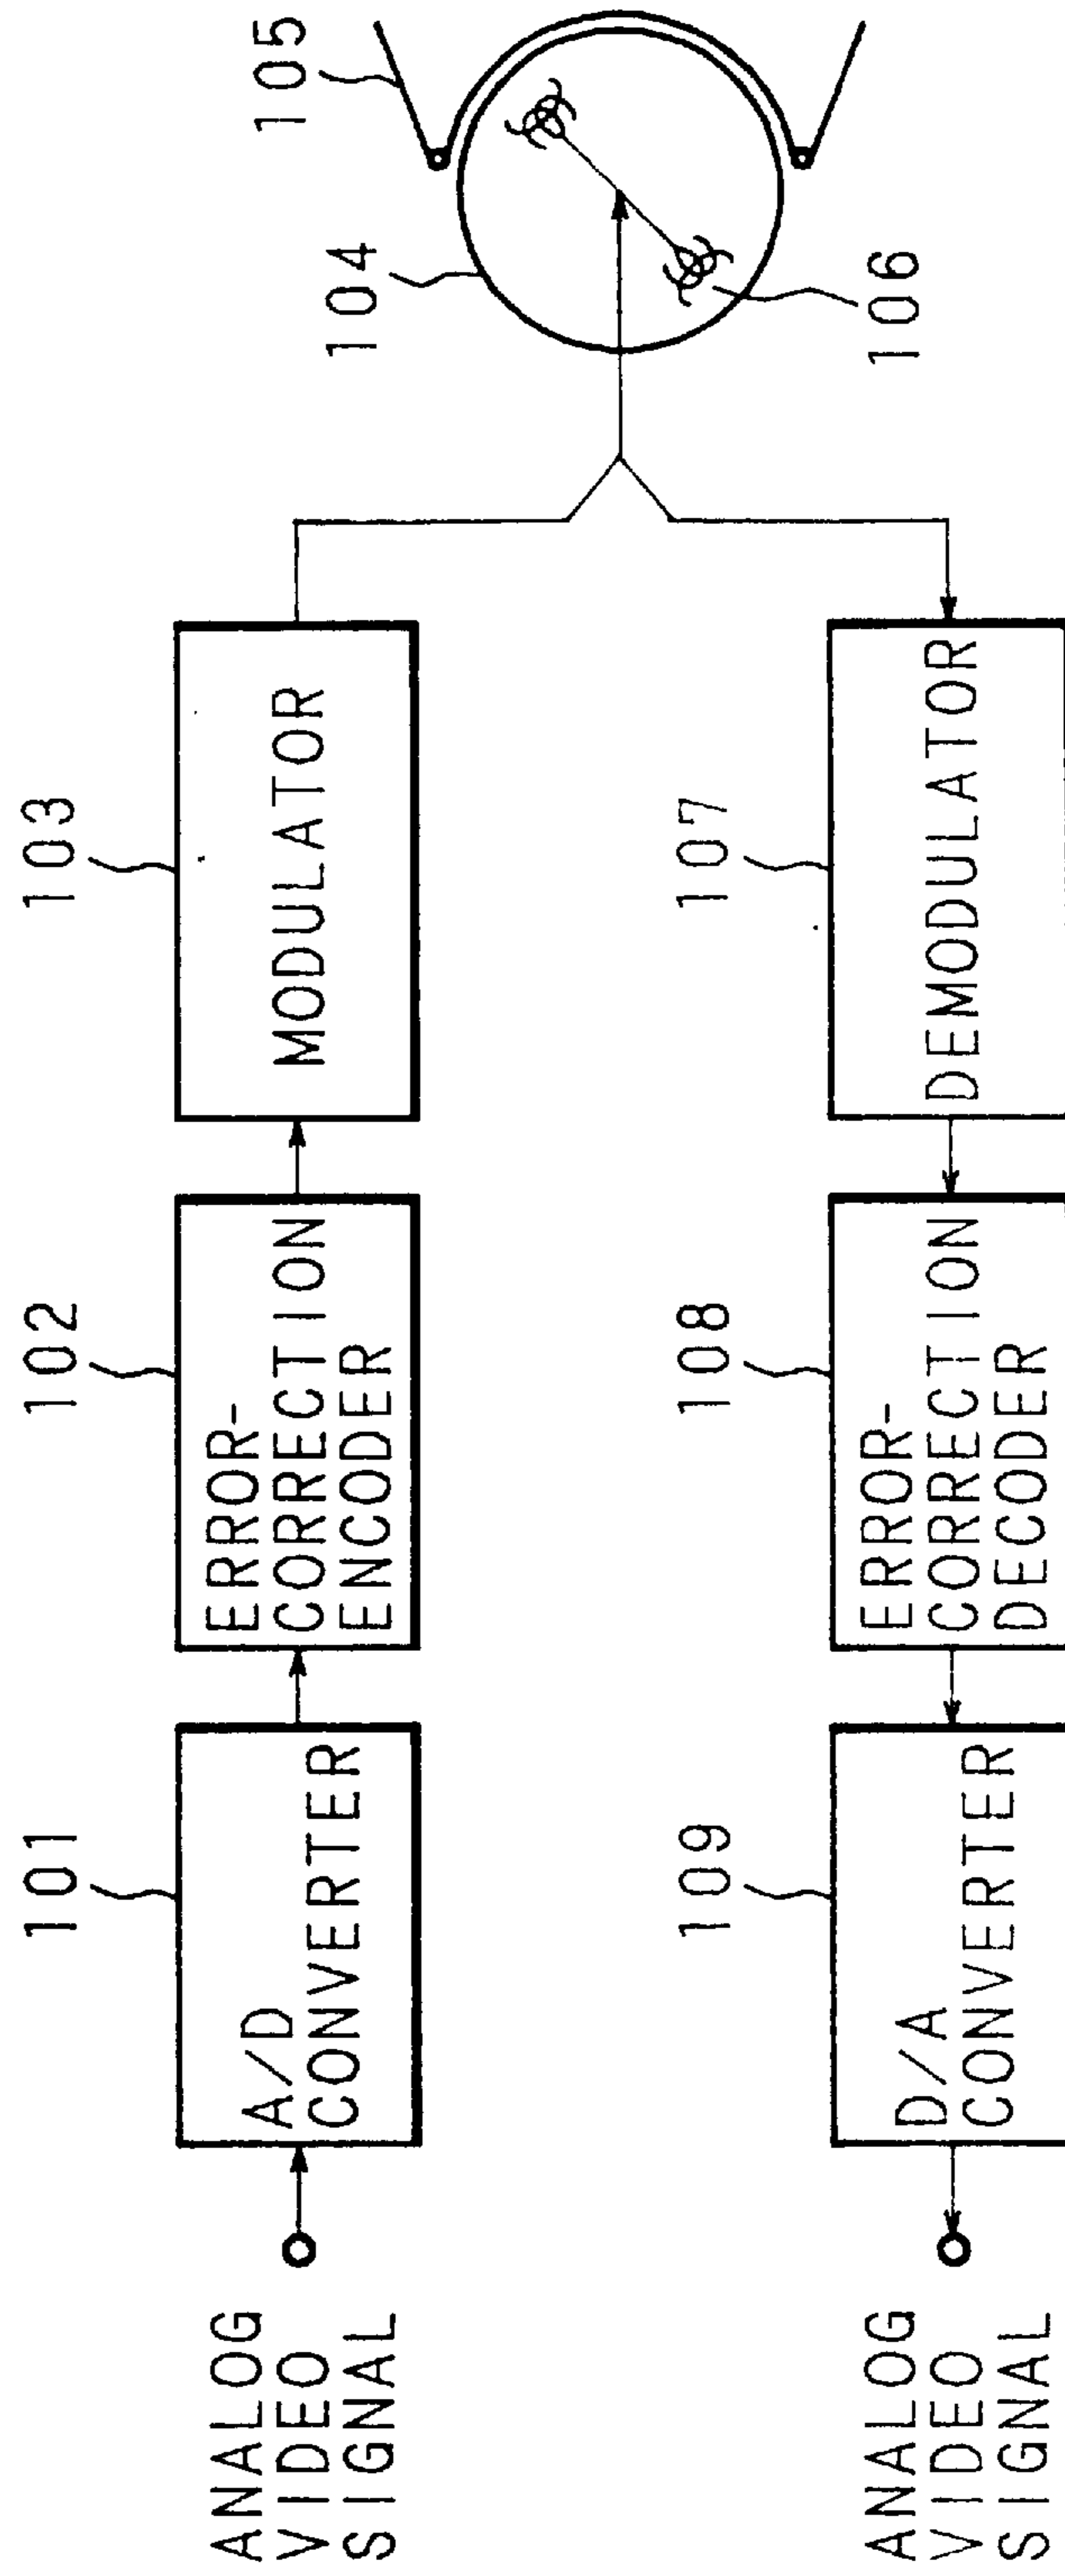 101
102
103
104
105
ANALOG
VIDEO
SIGNAL
A/D
CONVERTER
ERROR-
CORRECTION
ENCODER
MODULATOR
106
109
108
107
ANALOG
VIDEO
SIGNAL
D/A
CONVERTER
ERROR-
CORRECTION
DECODER
DEMODULATOR